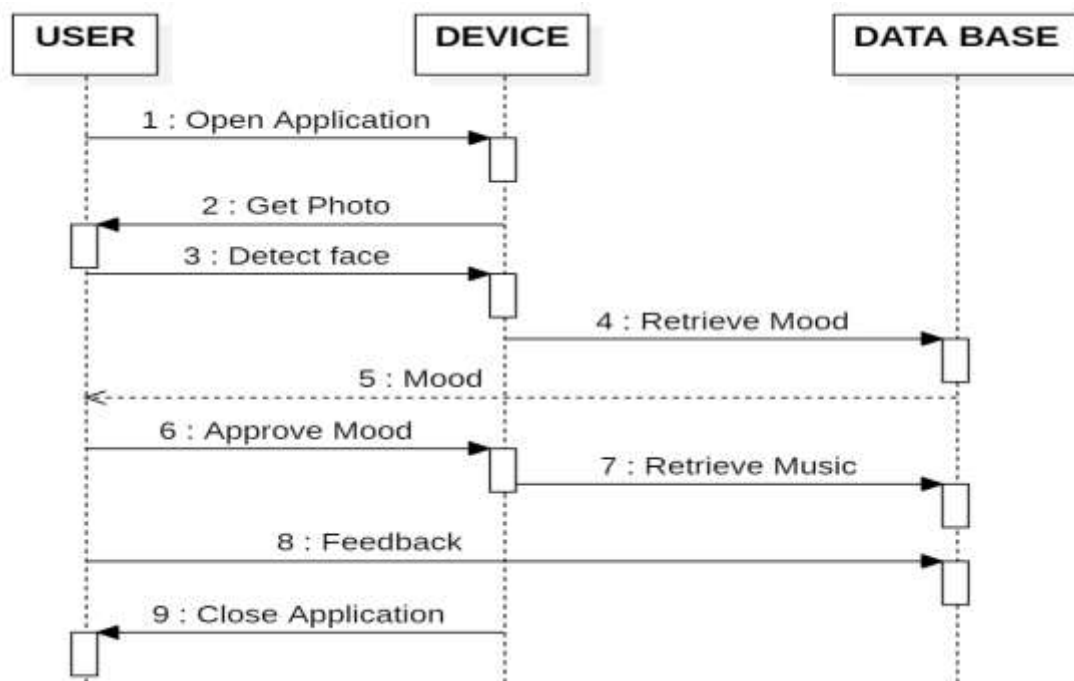 USER
DEVICE
DATA BASE
1 : Open Application
2 : Get Photo
3 : Detect face
4 : Retrieve Mood
5 : Mood
6 : Approve Mood
7 : Retrieve Music
8 : Feedback
9 : Close Application